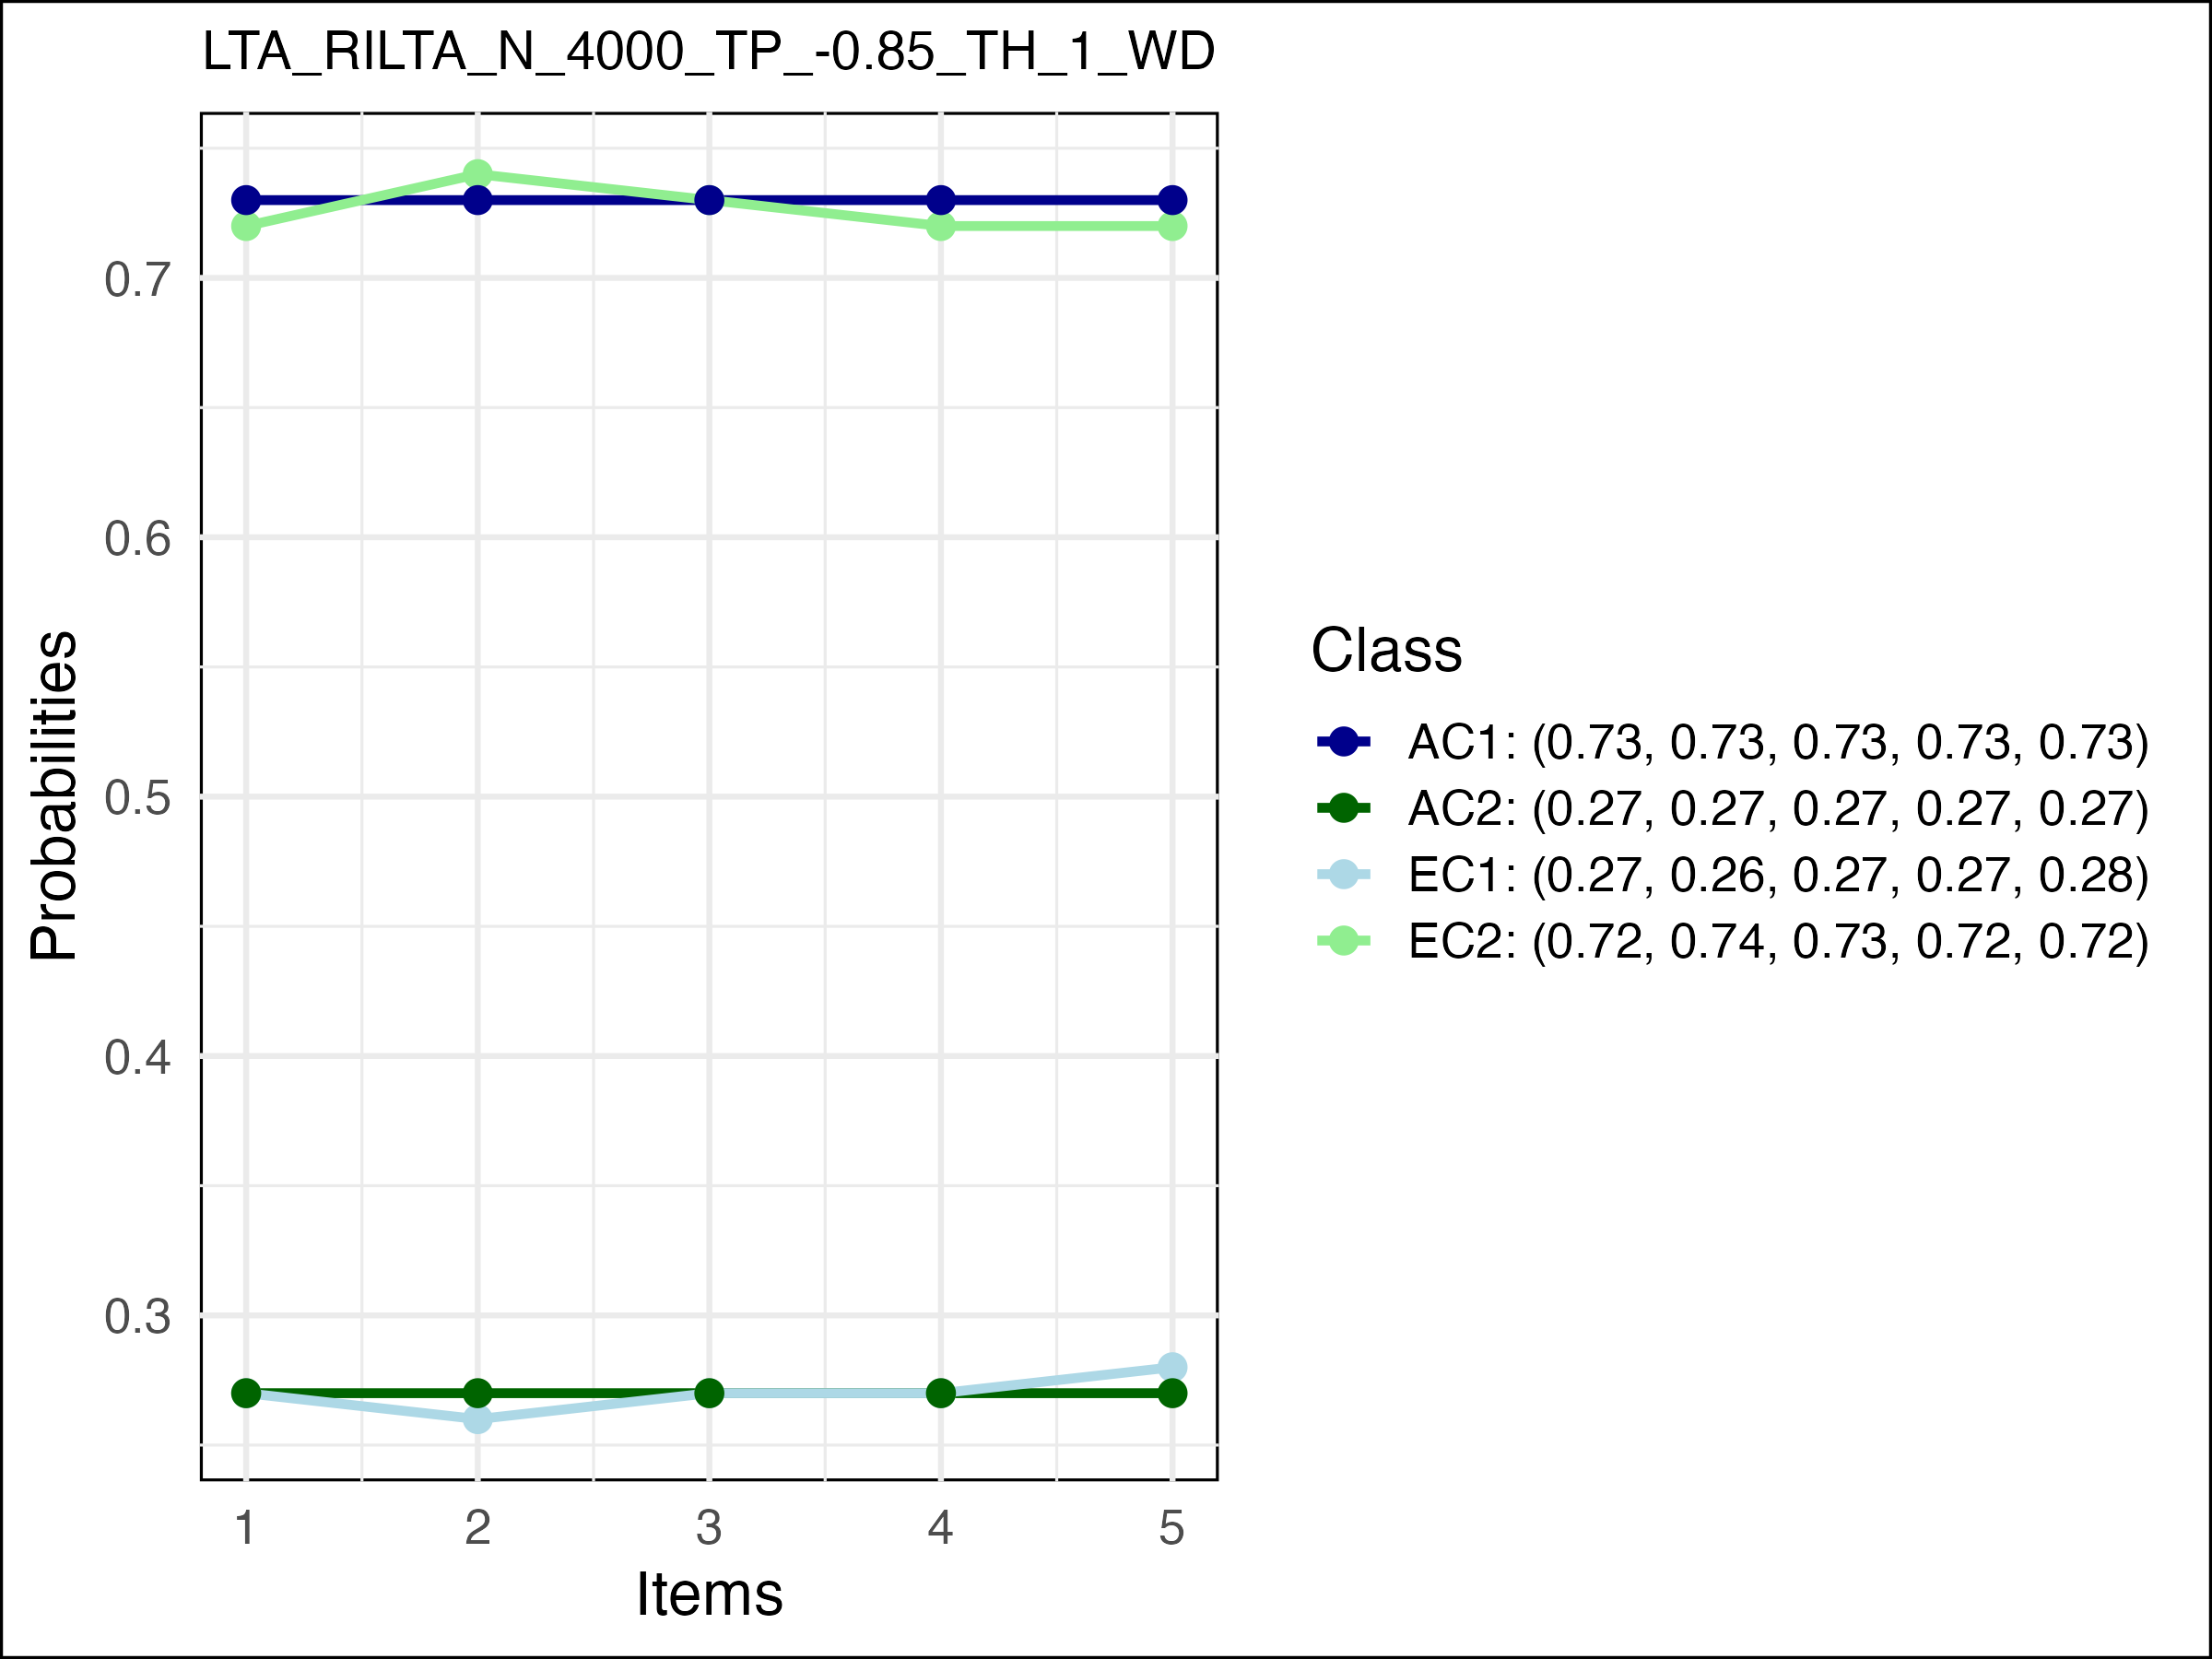 LTA_RILTA_N_4000_TP_-0.85_TH_1_WD
Probabilities
0.7
0.6
0.5
0.4
0.3
1 2 3 4 5
Items
Class
AC1: (0.73, 0.73, 0.73, 0.73, 0.73)
AC2: (0.27, 0.27, 0.27, 0.27, 0.27)
EC1: (0.27, 0.26, 0.27, 0.27, 0.28)
EC2: (0.72, 0.74, 0.73, 0.72, 0.72)